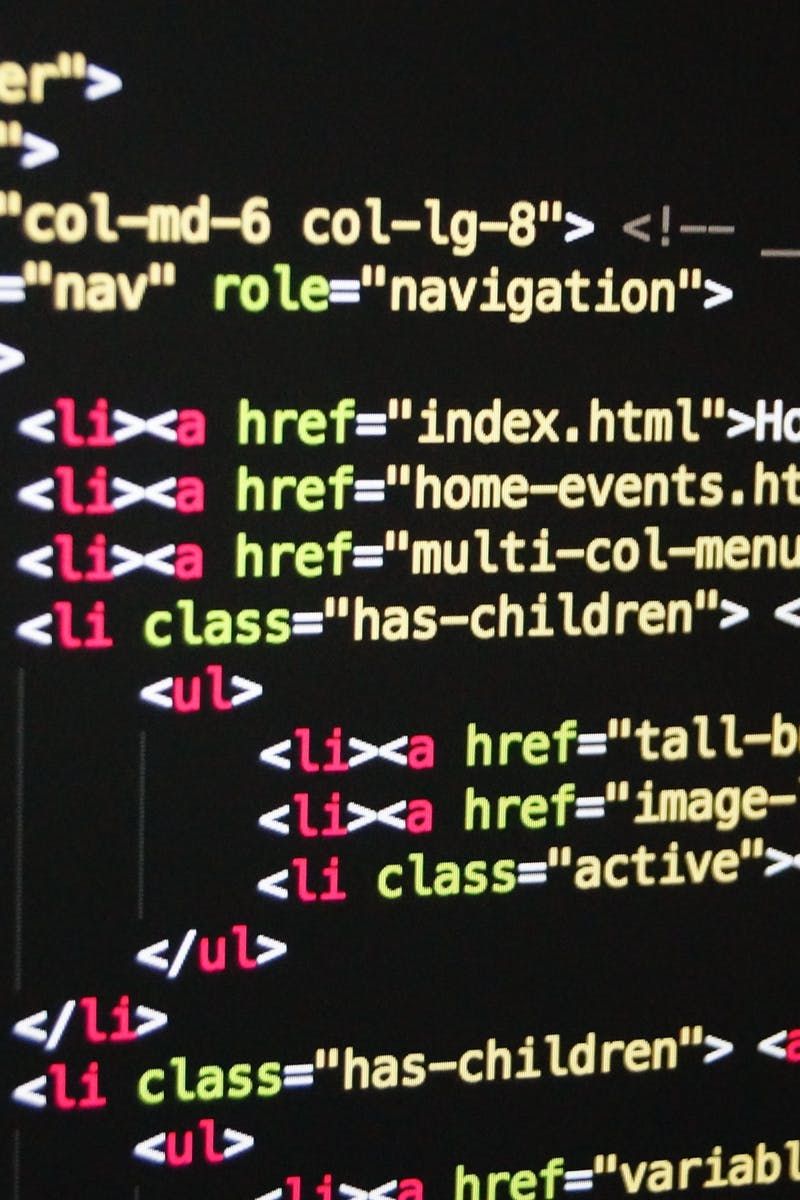 er">
">
"col-md-6 col-lg-8"> <!-- _
="nav" role="navigation">
>
<li><a href="index.html">Ho
<li><a href="home-events.ht
<li><a href="multi-col-menu
<li class="has-children"> <
<ul>
<li><a href="tall-b
<li><a href="image-
<li class="active"><
</ul>
</li>
<li class="has-children"> <a
<ul>
<li><a href="variabl